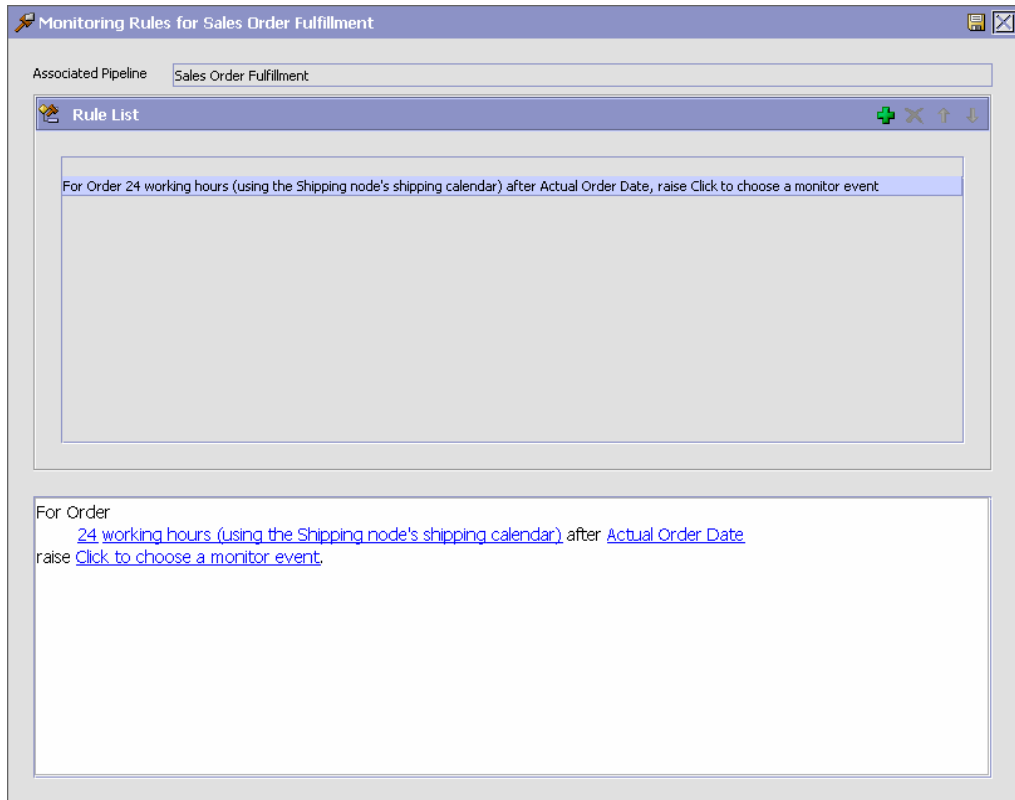 Monitoring Rules for Sales Order Fulfillment
Associated Pipeline Sales Order Fulfillment
Rule List
For Order 24 working hours (using the Shipping node's shipping calendar) after Actual Order Date, raise Click to choose a monitor event
For Order
24 working hours (using the Shipping node's shipping calendar) after Actual Order Date
raise Click to choose a monitor event.